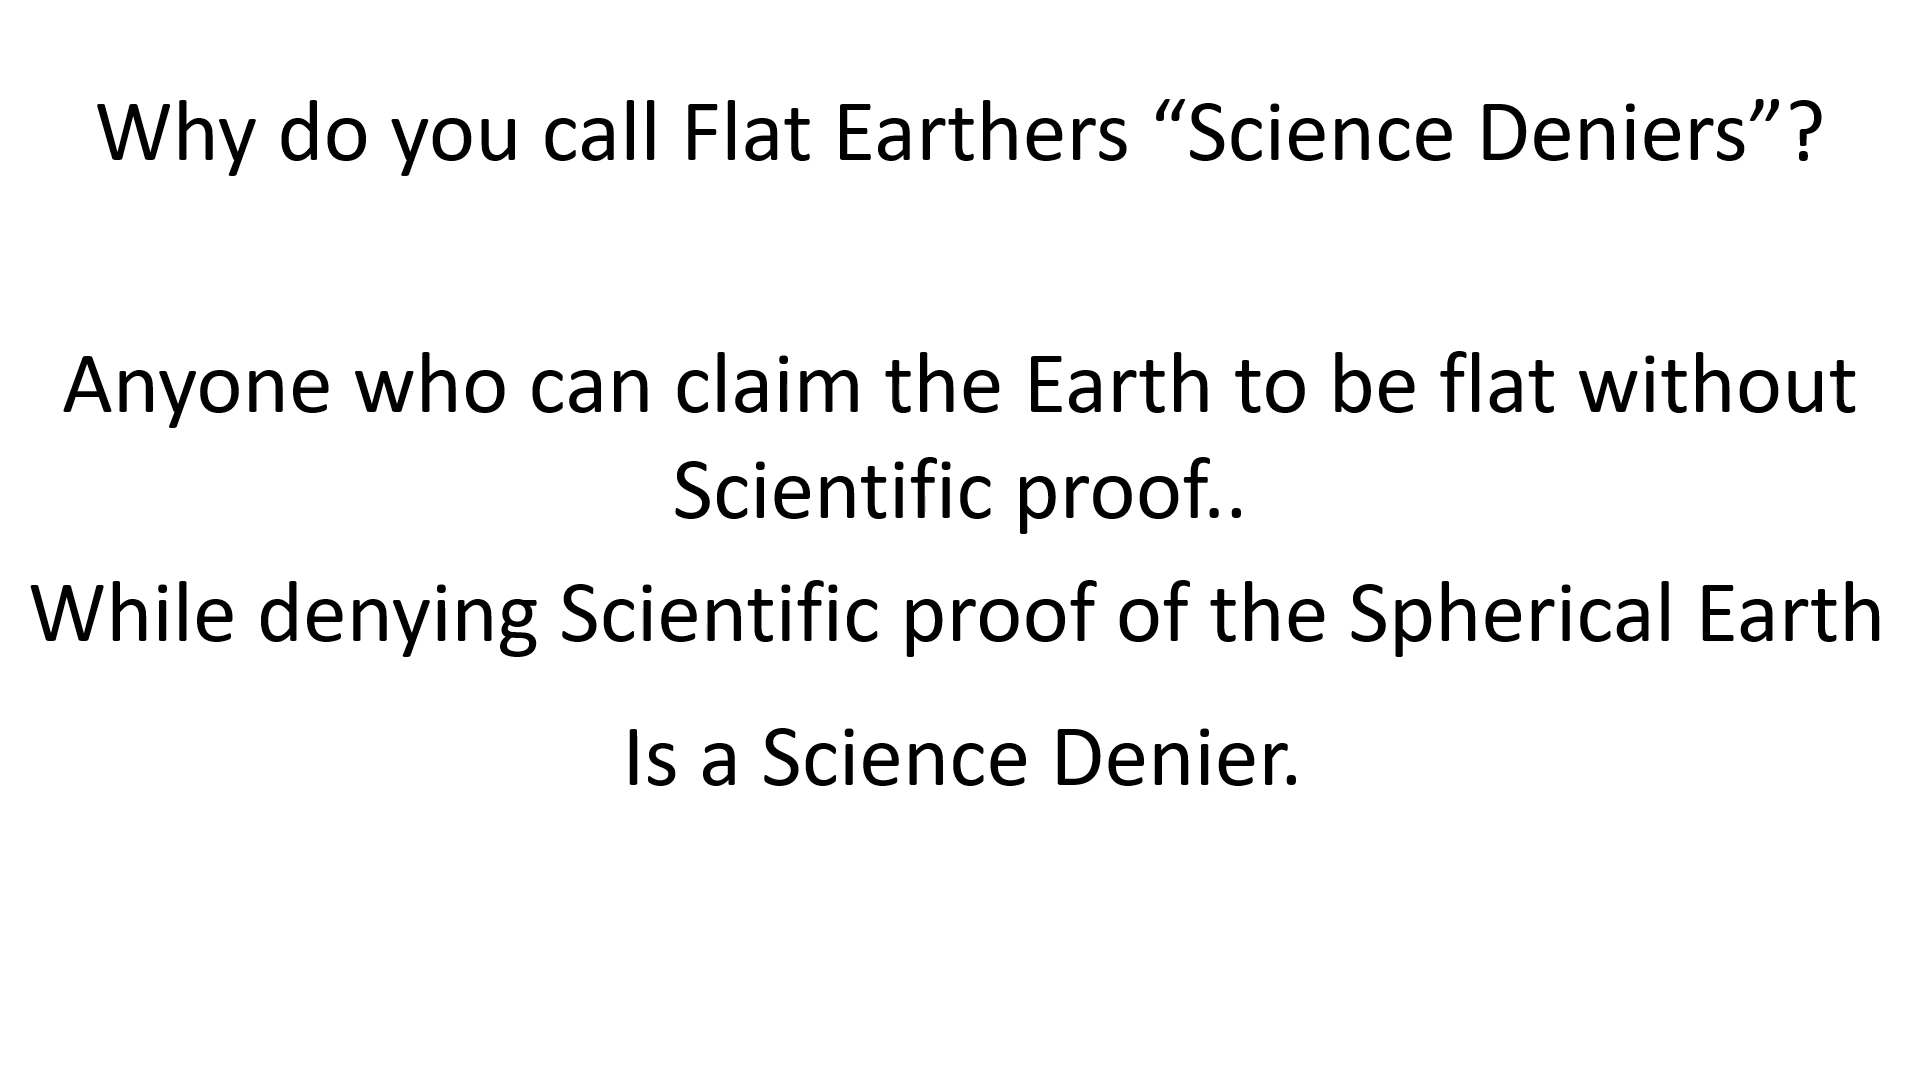 Why do you call Flat Earthers “Science Deniers”?
Anyone who can claim the Earth to be flat without
Scientific proof..
While denying Scientific proof of the Spherical Earth
Is a Science Denier.